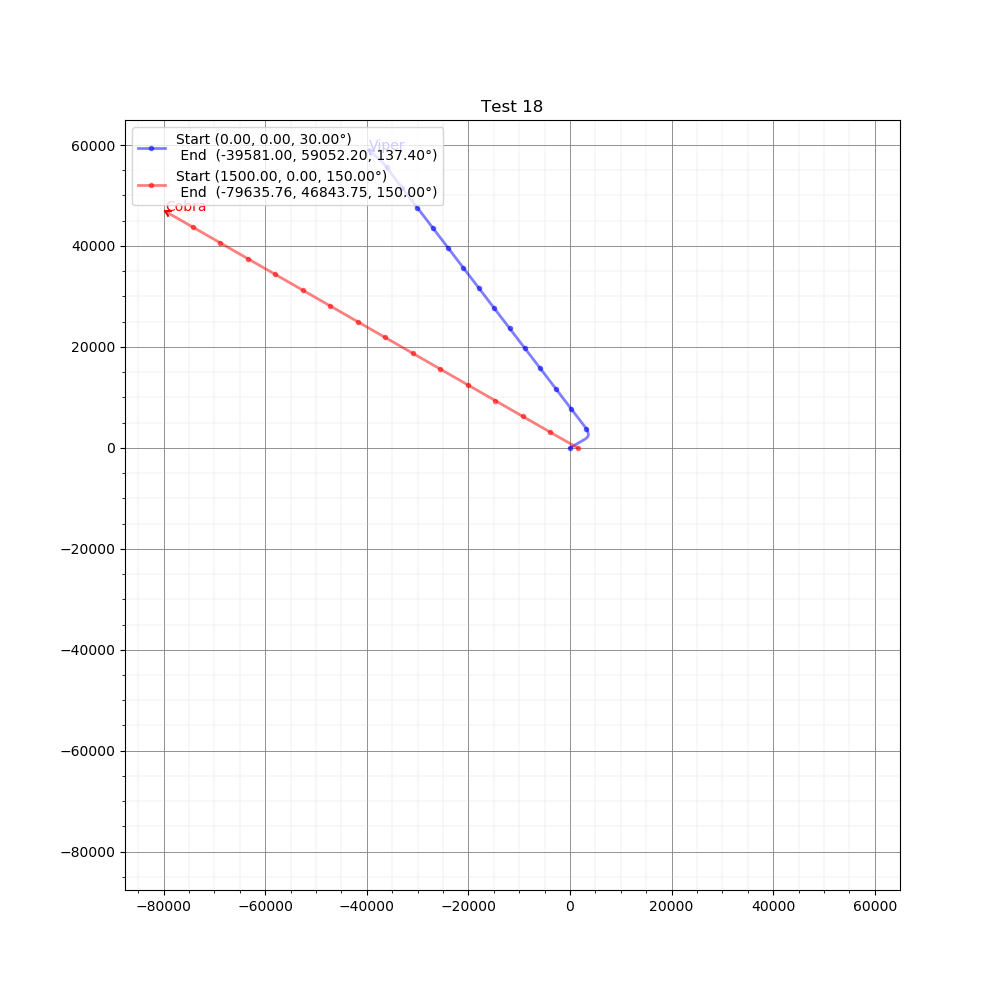 Test 18
Start (0.00, 0.00, 30.00°)
End (-39581.00, 59052.20, 137.40°)
Start (1500.00, 0.00, 150.00°)
End (-79635.76, 46843.75, 150.00°)
Viper
Cobra
60000
40000
20000
0
−20000
−40000
−60000
−80000
−80000 −60000 −40000 −20000 0 20000 40000 60000